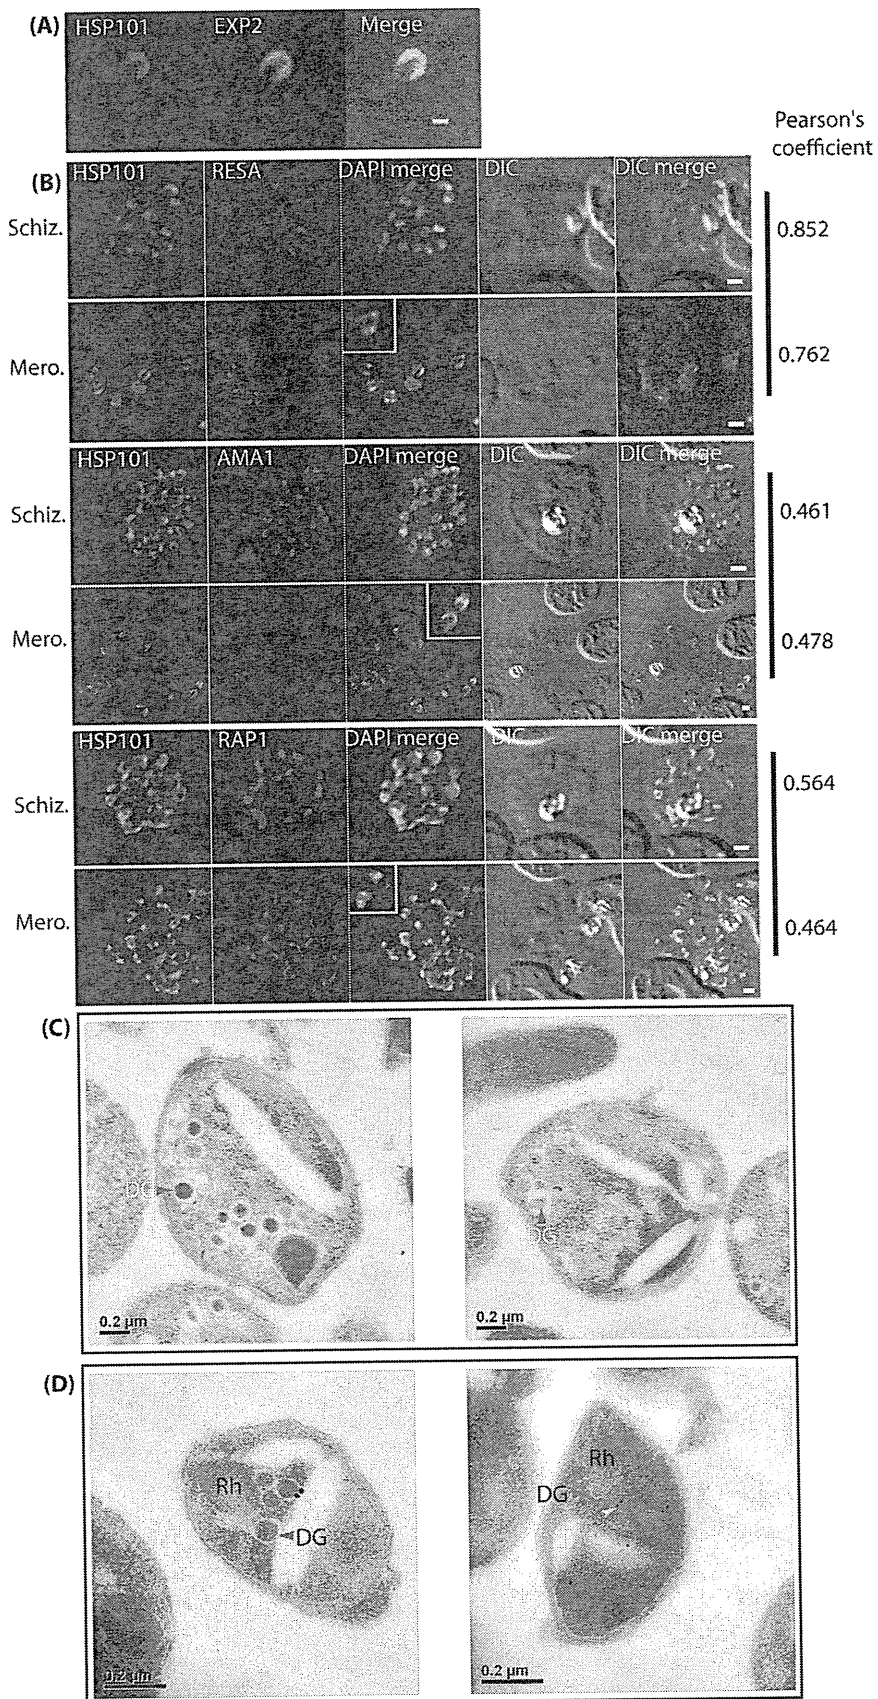 (A) HSP101 EXP2 Merge
Pearson's
coefficient
(B) HSP101 RESA DAPI merge DIC DIC merge
Schiz. 0.852
Mero. 0.762
HSP101 AMA1 DAPI merge DIC DIC merge
Schiz. 0.461
Mero. 0.478
HSP101 RAP1 DAPI merge DIC DIC merge
Schiz. 0.564
Mero. 0.464
(C)
DG
DG
0.2 µm 0.2 µm
(D)
Rh
DG
Rh
DG
0.2 µm 0.2 µm